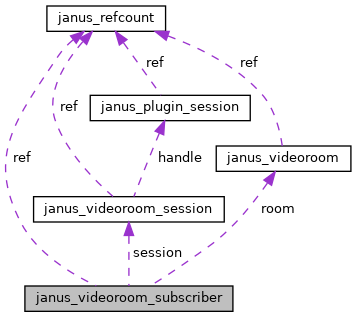 janus_refcount
ref
janus_plugin_session
ref
ref
ref
handle
janus_videoroom
janus_videoroom_session
room
session
janus_videoroom_subscriber